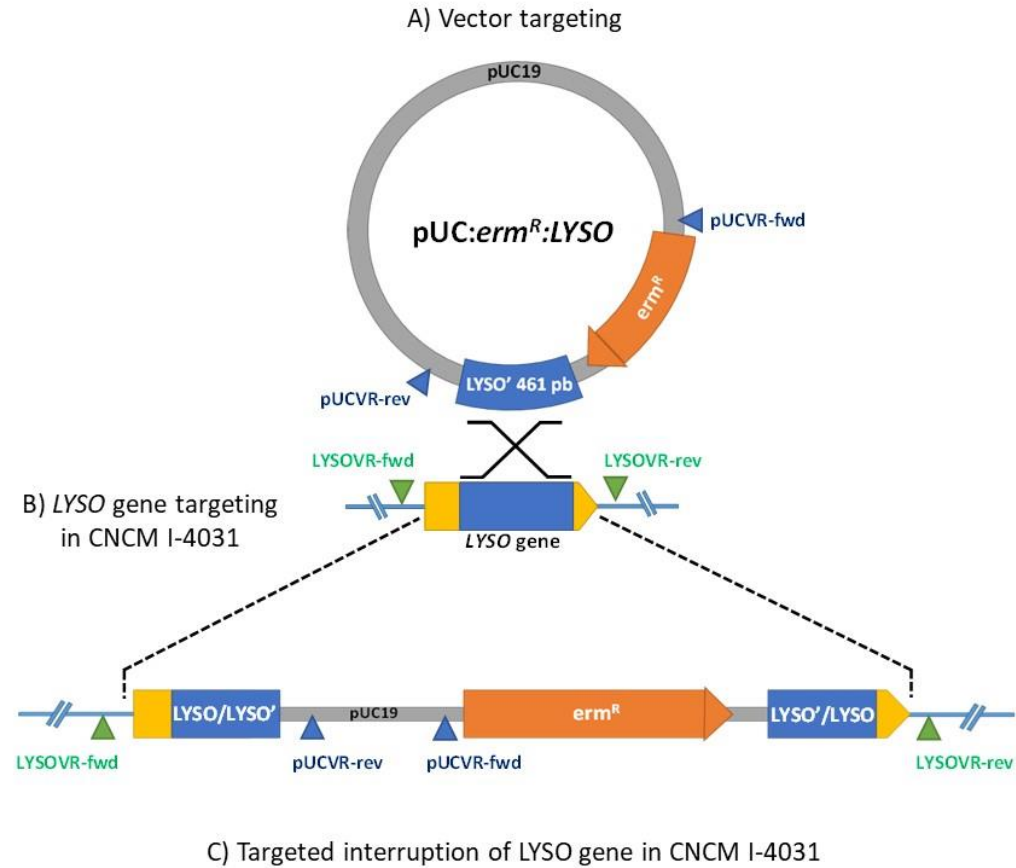 A) Vector targeting
pUC19
pUCVR-fwd
pUC:ermR:LYSO
ermR
LYSO' 461 pb
pUCVR-rev
LYSOVR-fwd
LYSOVR-rev
B) LYSO gene targeting
in CNCM I-4031
LYSO gene
LYSO/LYSO'
pUC19
ermR
LYSO'/LYSO
LYSOVR-fwd
pUCVR-rev
pUCVR-fwd
LYSOVR-rev
C) Targeted interruption of LYSO gene in CNCM I-4031